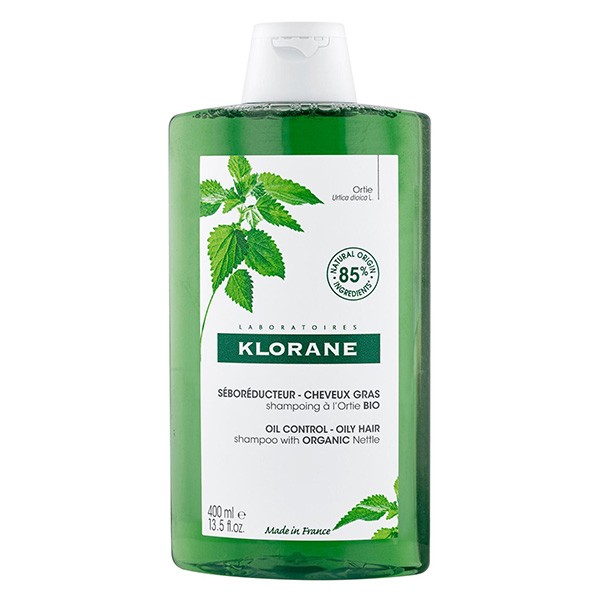 Ortie
Urtica dioica L.
NATURAL ORIGIN
85%
INGREDIENTS*
LABORATOIRES
KLORANE
SÉBORÉDUCTEUR - CHEVEUX GRAS
shampoing à l'Ortie BIO
OIL CONTROL - OILY HAIR
shampoo with ORGANIC Nettle
400 ml e
13.5 fl.oz.
Made in France